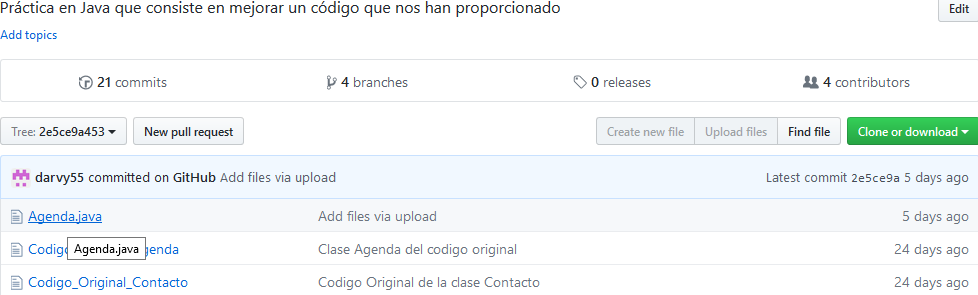 Práctica en Java que consiste en mejorar un código que nos han proporcionado Edit
Add topics
21 commits 4 branches 0 releases 4 contributors
Tree: 2e5ce9a453 New pull request Create new file Upload files Find file Clone or download
darvy55 committed on GitHub Add files via upload Latest commit 2e5ce9a 5 days ago
Agenda.java Add files via upload 5 days ago
Agenda.java Clase Agenda del codigo original 24 days ago
Codigo_Original_Contacto Codigo Original de la clase Contacto 24 days ago